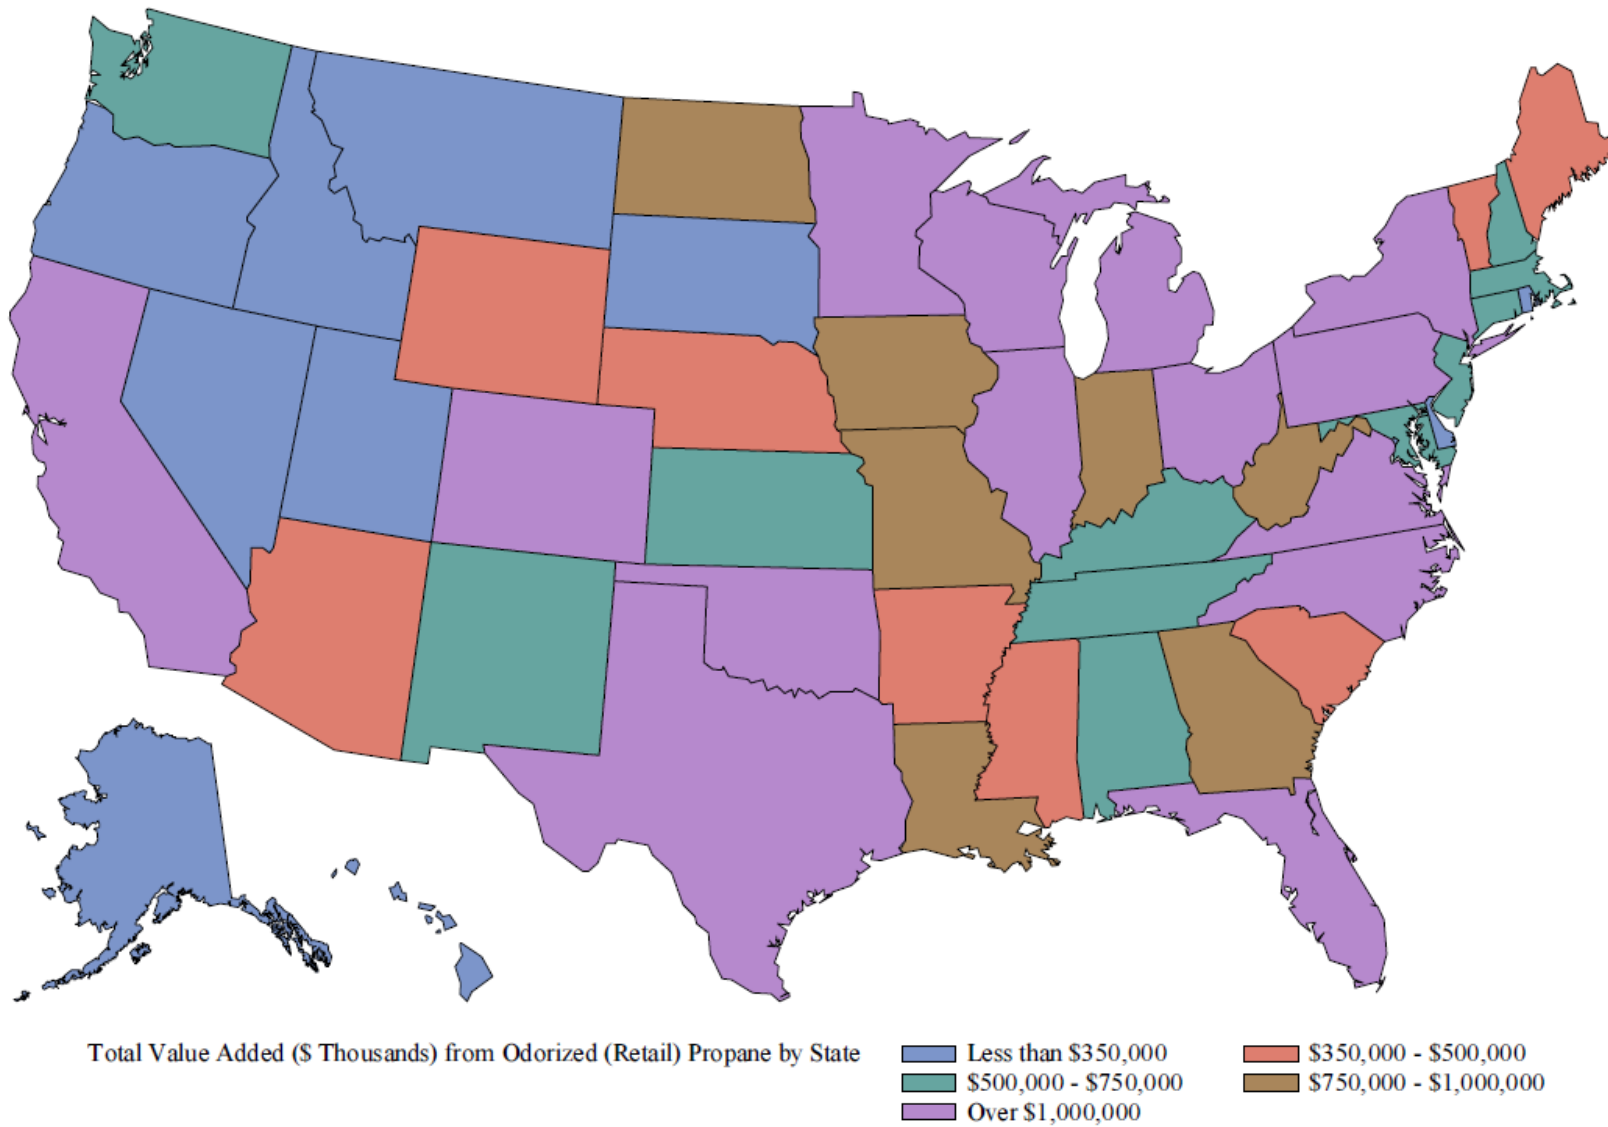 Total Value Added ($ Thousands) from Odorized (Retail) Propane by State
Less than $350,000
$350,000 - $500,000
$500,000 - $750,000
$750,000 - $1,000,000
Over $1,000,000